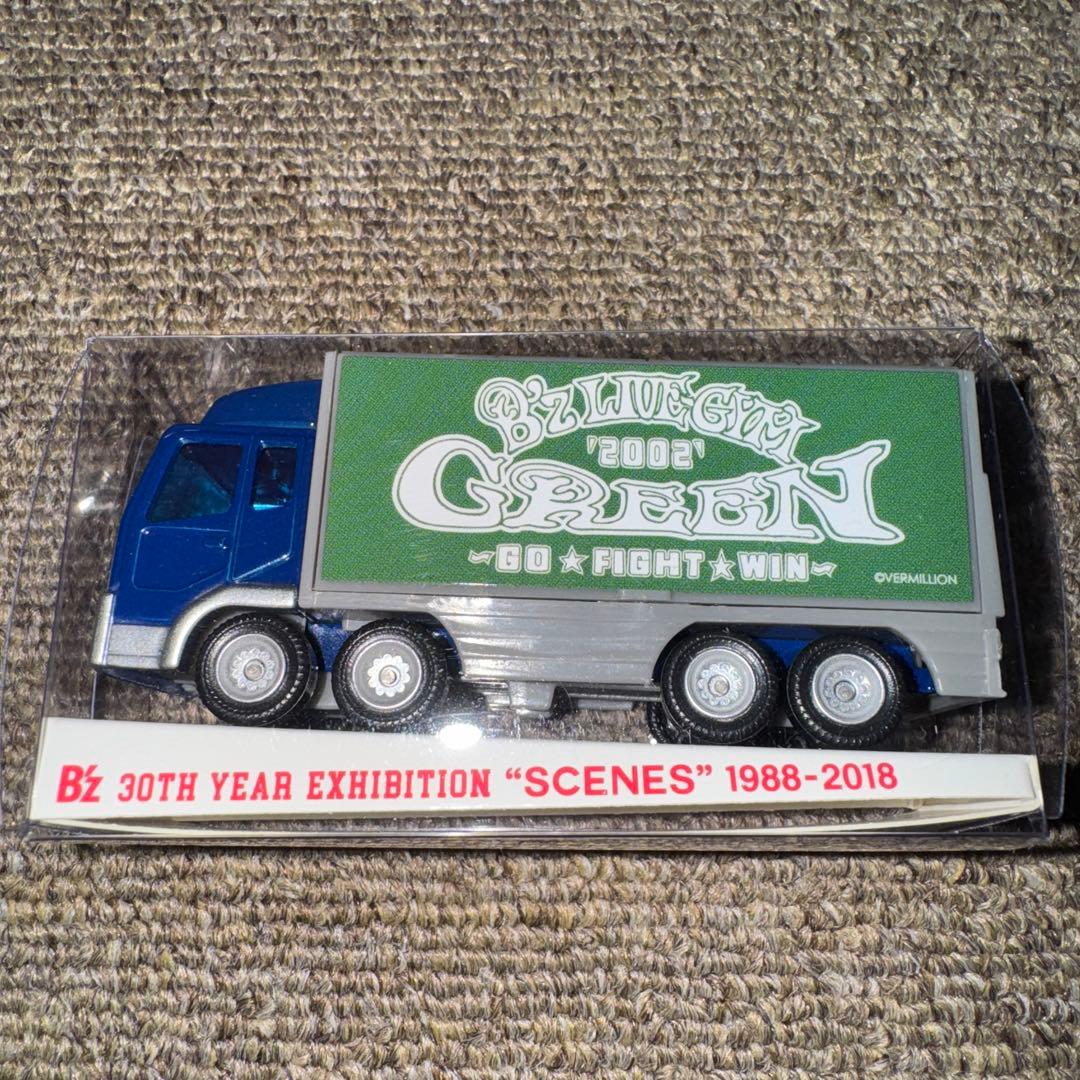 B'z LIVE-GYM
'2002'
GREEN
~GO★FIGHT★WIN~
©VERMILLION
B'z 30TH YEAR EXHIBITION “SCENES” 1988-2018